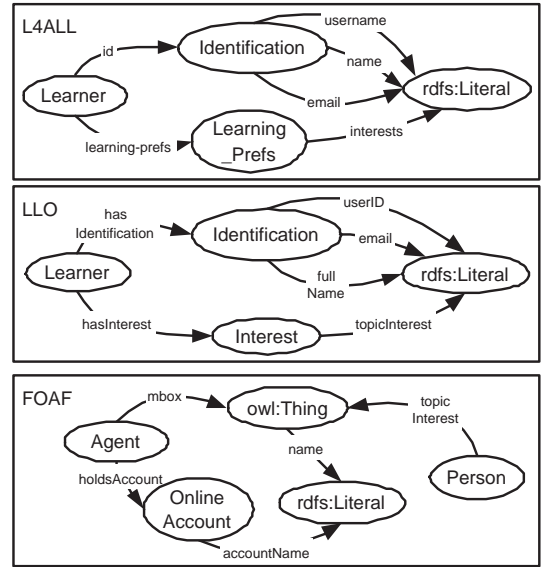 L4ALL
username
Identification
id
name
Learner
rdfs:Literal
email
Learning
_Prefs
interests
learning-prefs
LLO
has
Identification
userID
Identification
email
Learner
rdfs:Literal
full
Name
hasInterest
topicInterest
Interest
FOAF
mbox
owl:Thing
topic
Interest
Agent
name
holdsAccount
Person
Online
Account
rdfs:Literal
accountName